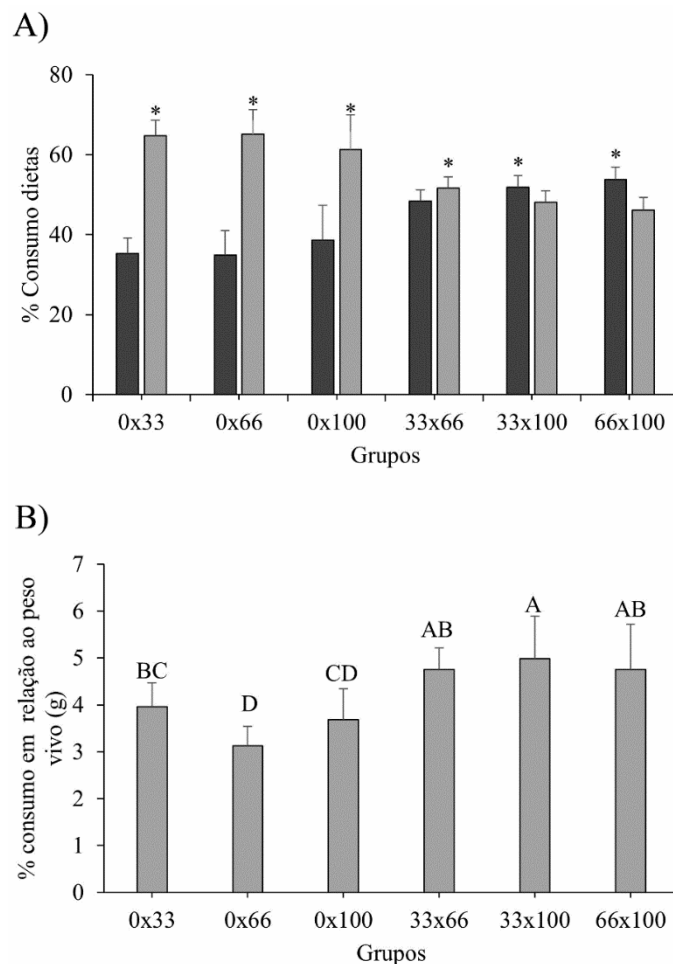 A)
80
60
40
20
0
% Consumo dietas
* * * * * *
0x33 0x66 0x100 33x66 33x100 66x100
Grupos
B)
7
6
5
4
3
2
1
0
% consumo em relação ao peso
vivo (g)
BC D CD AB A AB
0x33 0x66 0x100 33x66 33x100 66x100
Grupos